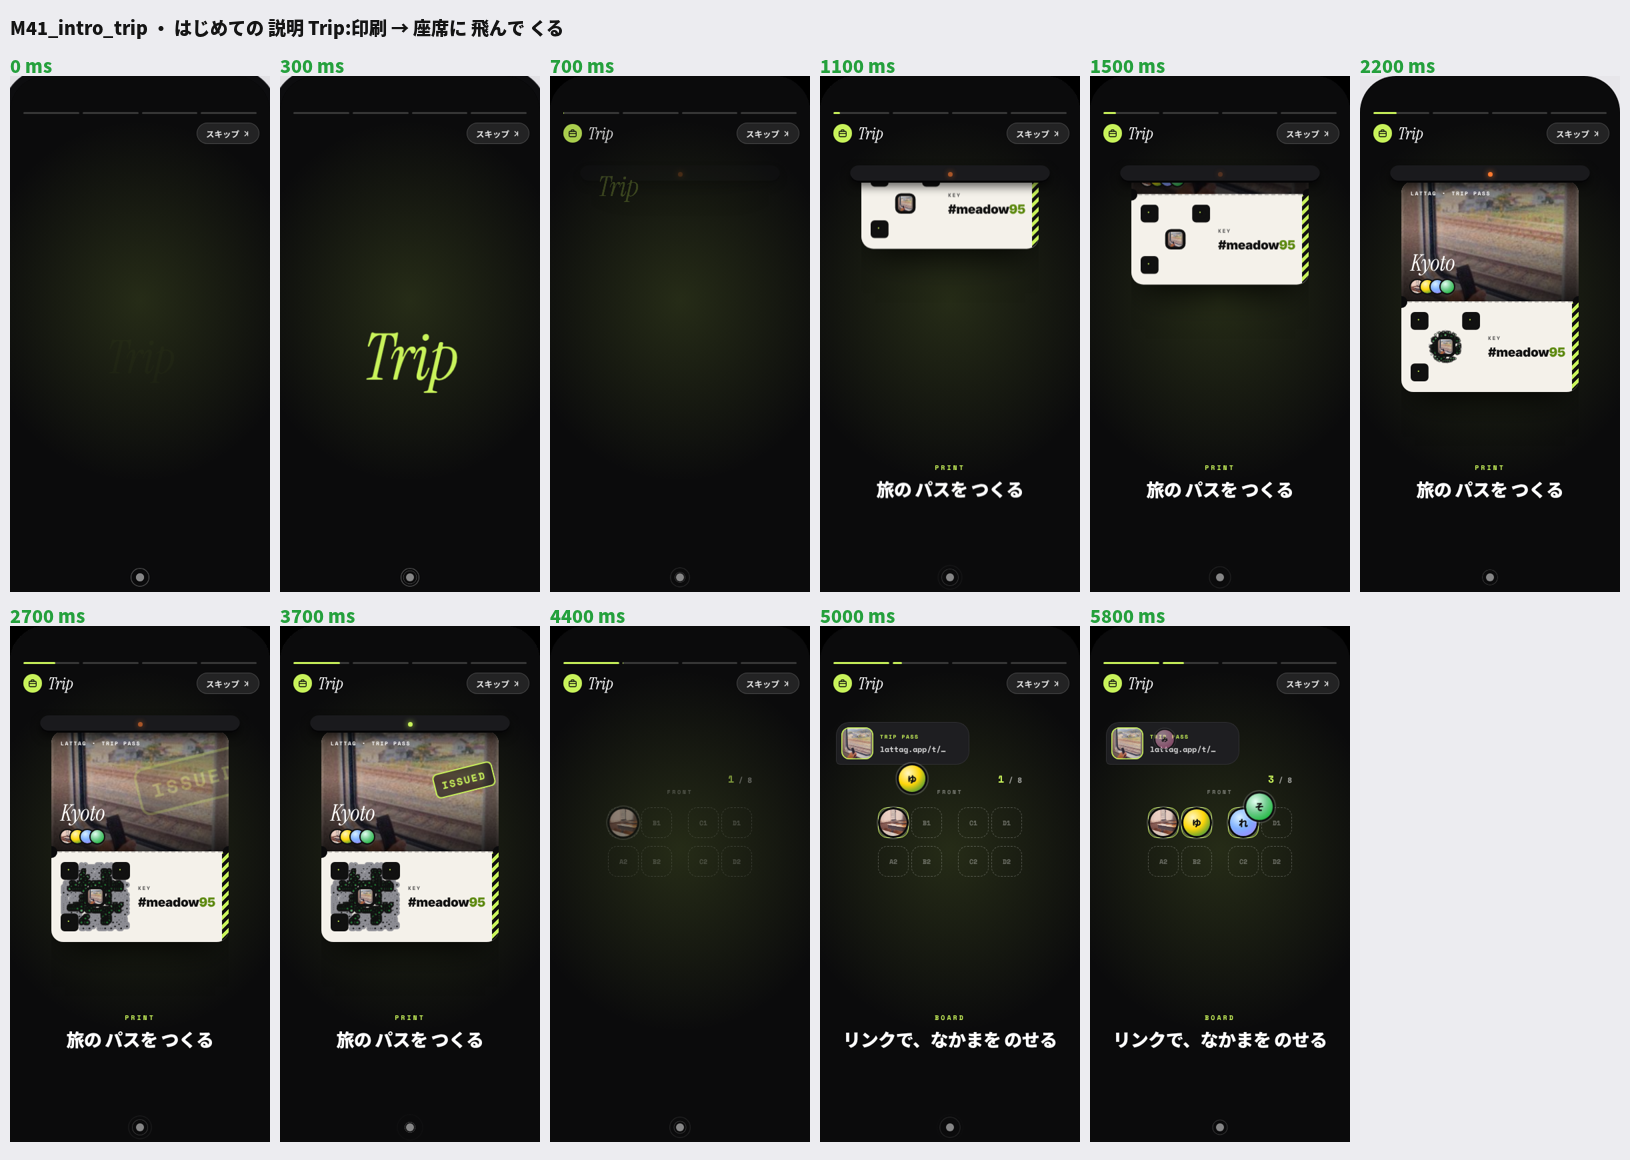 M41_intro_trip ・ はじめての 説明 Trip:印刷 → 座席に 飛んで くる
0 ms
300 ms
700 ms
1100 ms
1500 ms
2200 ms
スキップ
Trip
スキップ
Trip
Trip
スキップ
Trip
Trip
スキップ
KEY
#meadow95
PRINT
旅の パスを つくる
Trip
スキップ
KEY
#meadow95
PRINT
旅の パスを つくる
Trip
スキップ
LATTAG · TRIP PASS
Kyoto
KEY
#meadow95
PRINT
旅の パスを つくる
2700 ms
3700 ms
4400 ms
5000 ms
5800 ms
Trip
スキップ
LATTAG · TRIP PASS
ISSUED
Kyoto
KEY
#meadow95
PRINT
旅の パスを つくる
Trip
スキップ
LATTAG · TRIP PASS
ISSUED
Kyoto
KEY
#meadow95
PRINT
旅の パスを つくる
Trip
スキップ
1 / 8
FRONT
B1 C1 D1
A2 B2 C2 D2
Trip
スキップ
TRIP PASS
lattag.app/t/…
ゆ
1 / 8
FRONT
B1 C1 D1
A2 B2 C2 D2
BOARD
リンクで、なかまを のせる
Trip
スキップ
TRIP PASS
lattag.app/t/…
3 / 8
FRONT
そ
ゆ れ D1
A2 B2 C2 D2
BOARD
リンクで、なかまを のせる